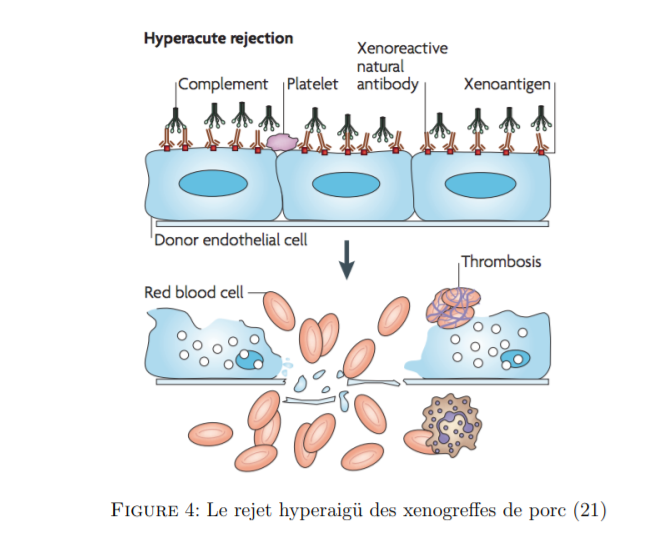 Hyperacute rejection
Complement
Platelet
Xenoreactive
natural
antibody
Xenoantigen
Donor endothelial cell
Thrombosis
Red blood cell
FIGURE 4: Le rejet hyperaigü des xenogreffes de porc (21)